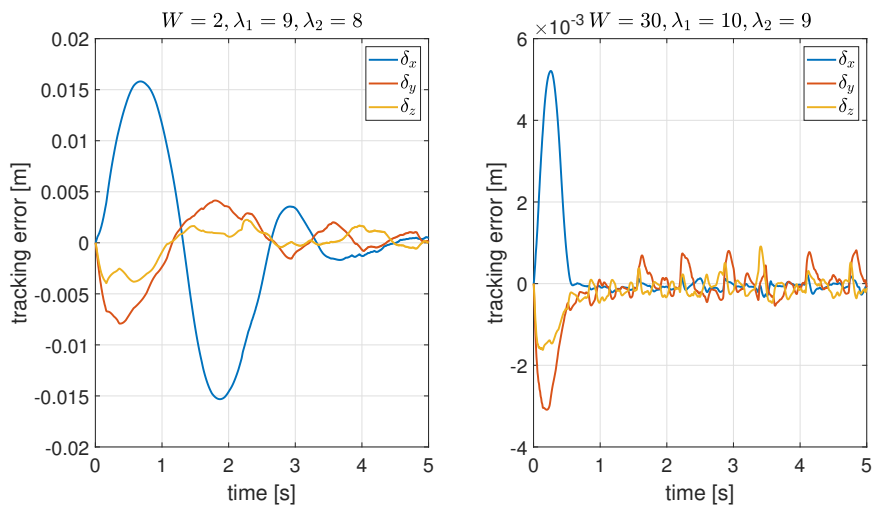 W = 2, λ₁ = 9, λ₂ = 8
0.02
0.015
0.01
0.005
0
-0.005
-0.01
-0.015
-0.02
tracking error [m]
0 1 2 3 4 5
time [s]
δx
δy
δz
×10⁻³ W = 30, λ₁ = 10, λ₂ = 9
6
4
2
0
-2
-4
tracking error [m]
0 1 2 3 4 5
time [s]
δx
δy
δz